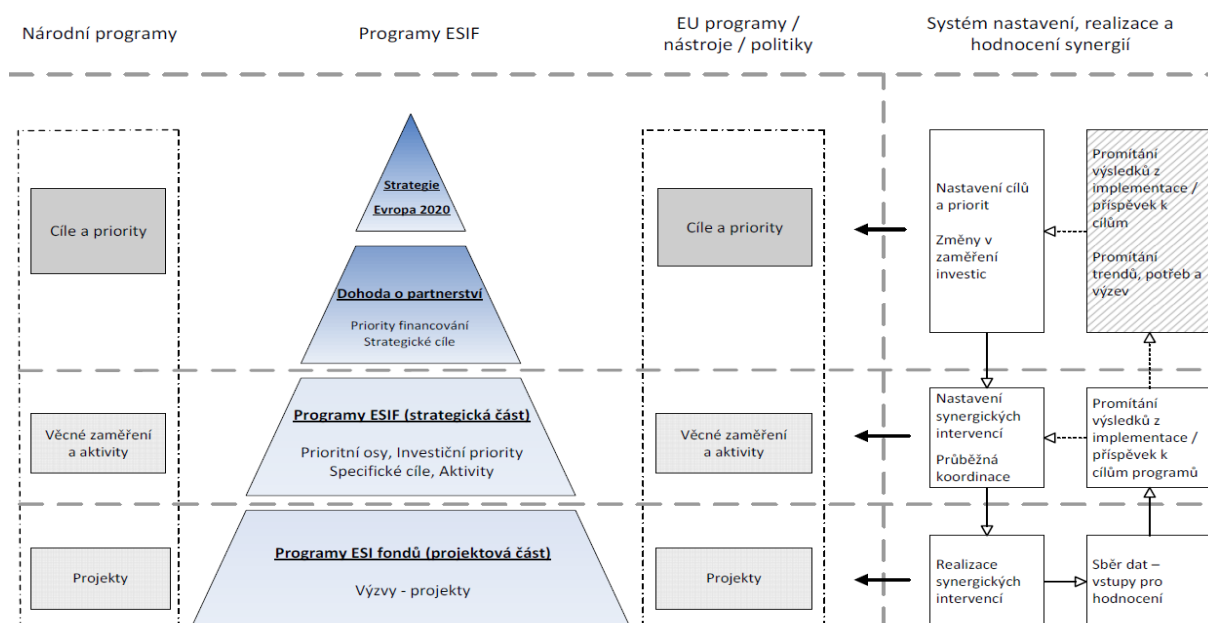 Národní programy
Programy ESIF
EU programy /
nástroje / politiky
Systém nastavení, realizace a
hodnocení synergií
Cíle a priority
Strategie
Evropa 2020
Dohoda o partnerství
Priority financování
Strategické cíle
Cíle a priority
Nastavení cílů
a priorit
Změny v
zaměření
investic
Promítání
výsledků z
implementace /
příspěvek k
cílům
Promítání
trendů, potřeb a
výzev
Věcné zaměření
a aktivity
Programy ESIF (strategická část)
Prioritní osy, Investiční priority
Specifické cíle, Aktivity
Věcné zaměření
a aktivity
Nastavení
synergických
intervencí
Průběžná
koordinace
Promítání
výsledků z
implementace /
příspěvek k
cílům programů
Projekty
Programy ESI fondů (projektová část)
Výzvy - projekty
Projekty
Realizace
synergických
intervencí
Sběr dat –
vstupy pro
hodnocení